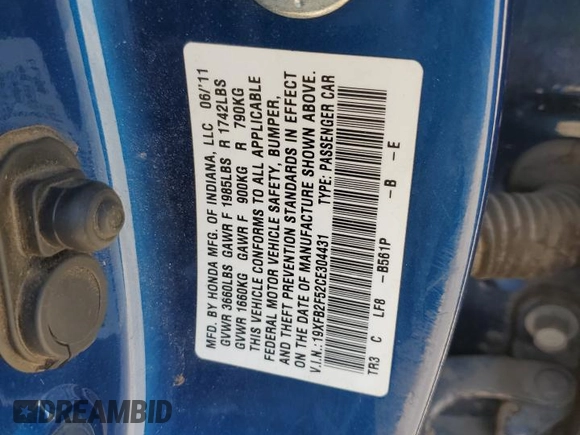 MFD. BY HONDA MFG. OF INDIANA, LLC 06/'11
GVWR 3660LBS GAWR F 1985LBS R 1742LBS
GVWR 1660KG GAWR F 900KG R 790KG
THIS VEHICLE CONFORMS TO ALL APPLICABLE
FEDERAL MOTOR VEHICLE SAFETY, BUMPER,
AND THEFT PREVENTION STANDARDS IN EFFECT
ON THE DATE OF MANUFACTURE SHOWN ABOVE.
V.I.N.:19XFB2F52CE304431 TYPE: PASSENGER CAR
TR3 C LF8 -B561P -B -E
DREAMBID